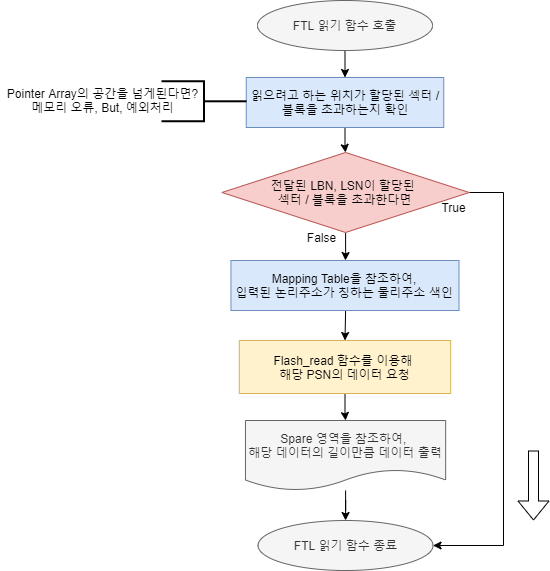 FTL 읽기 함수 호출
Pointer Array의 공간을 넘게된다면?
메모리 오류, But, 예외처리
읽으려고 하는 위치가 할당된 섹터 /
블록을 초과하는지 확인
전달된 LBN, LSN이 할당된
섹터 / 블록을 초과한다면
True
False
Mapping Table을 참조하여,
입력된 논리주소가 칭하는 물리주소 색인
Flash_read 함수를 이용해
해당 PSN의 데이터 요청
Spare 영역을 참조하여,
해당 데이터의 길이만큼 데이터 출력
FTL 읽기 함수 종료